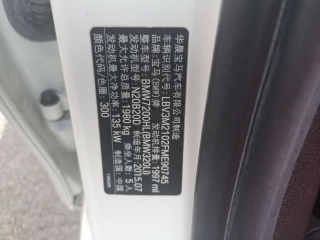 华晨宝马汽车有限公司制造
品牌 宝马(BMW)牌 制造国 中国
车辆识别代号: LBV3M2102FME90745
发动机型号 N20B20D 发动机排量 1997 ml
整车型号: BMW7200HL(BMW320Li)
发动机最大净功率 135 kW 制造年月 2015.07
最大允许总质量 1980 kg 乘坐人数 5人
颜色代码/色圈: 300